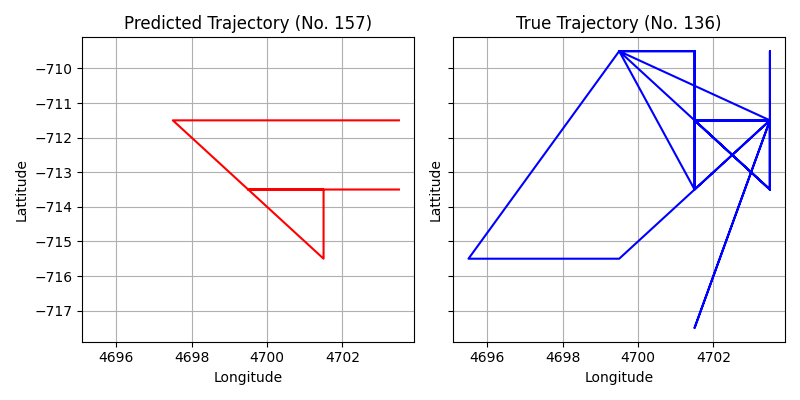 Predicted Trajectory (No. 157)
True Trajectory (No. 136)
−710
−711
−712
−713
−714
−715
−716
−717
Lattitude
Lattitude
4696
4698
4700
4702
4696
4698
4700
4702
Longitude
Longitude